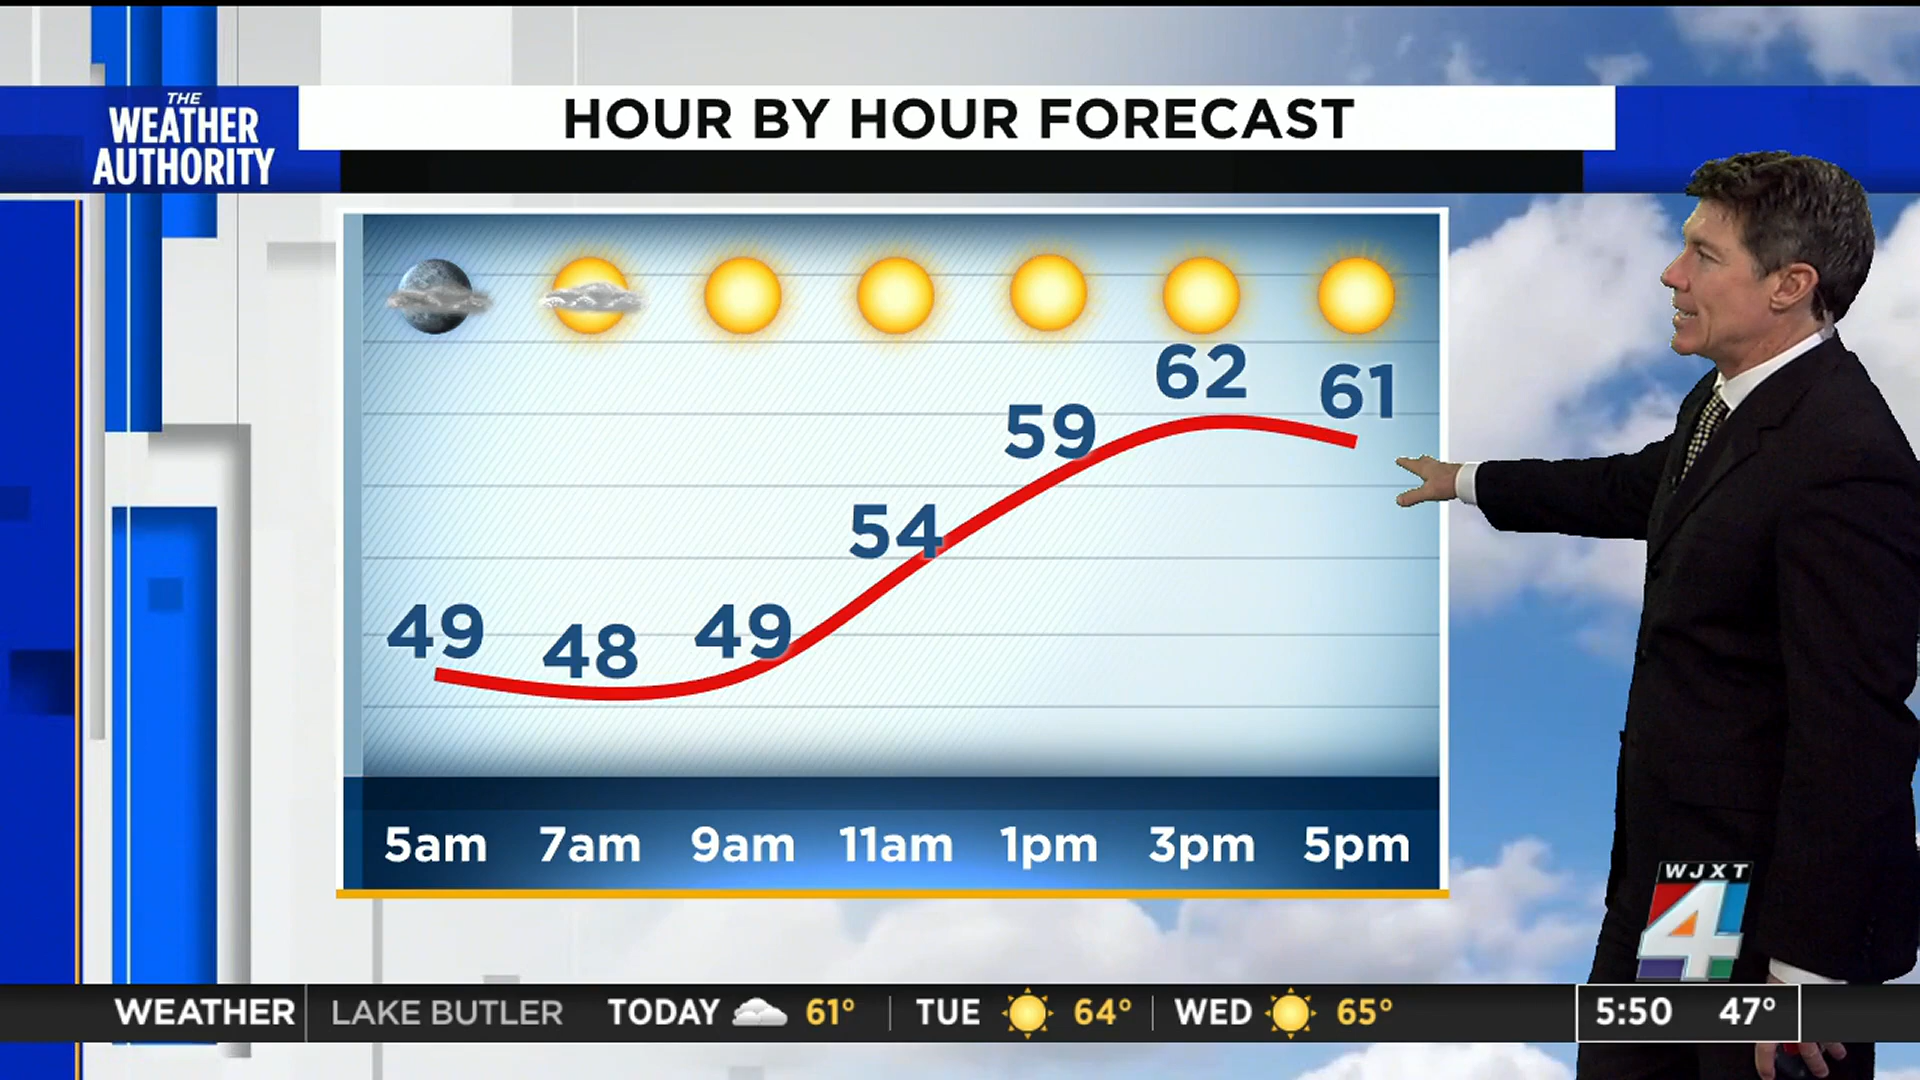 THE
WEATHER
AUTHORITY
HOUR BY HOUR FORECAST
62
61
59
54
49 48 49
5am 7am 9am 11am 1pm 3pm 5pm
WJXT
4
WEATHER LAKE BUTLER TODAY 61° TUE 64° WED 65° 5:50 47°